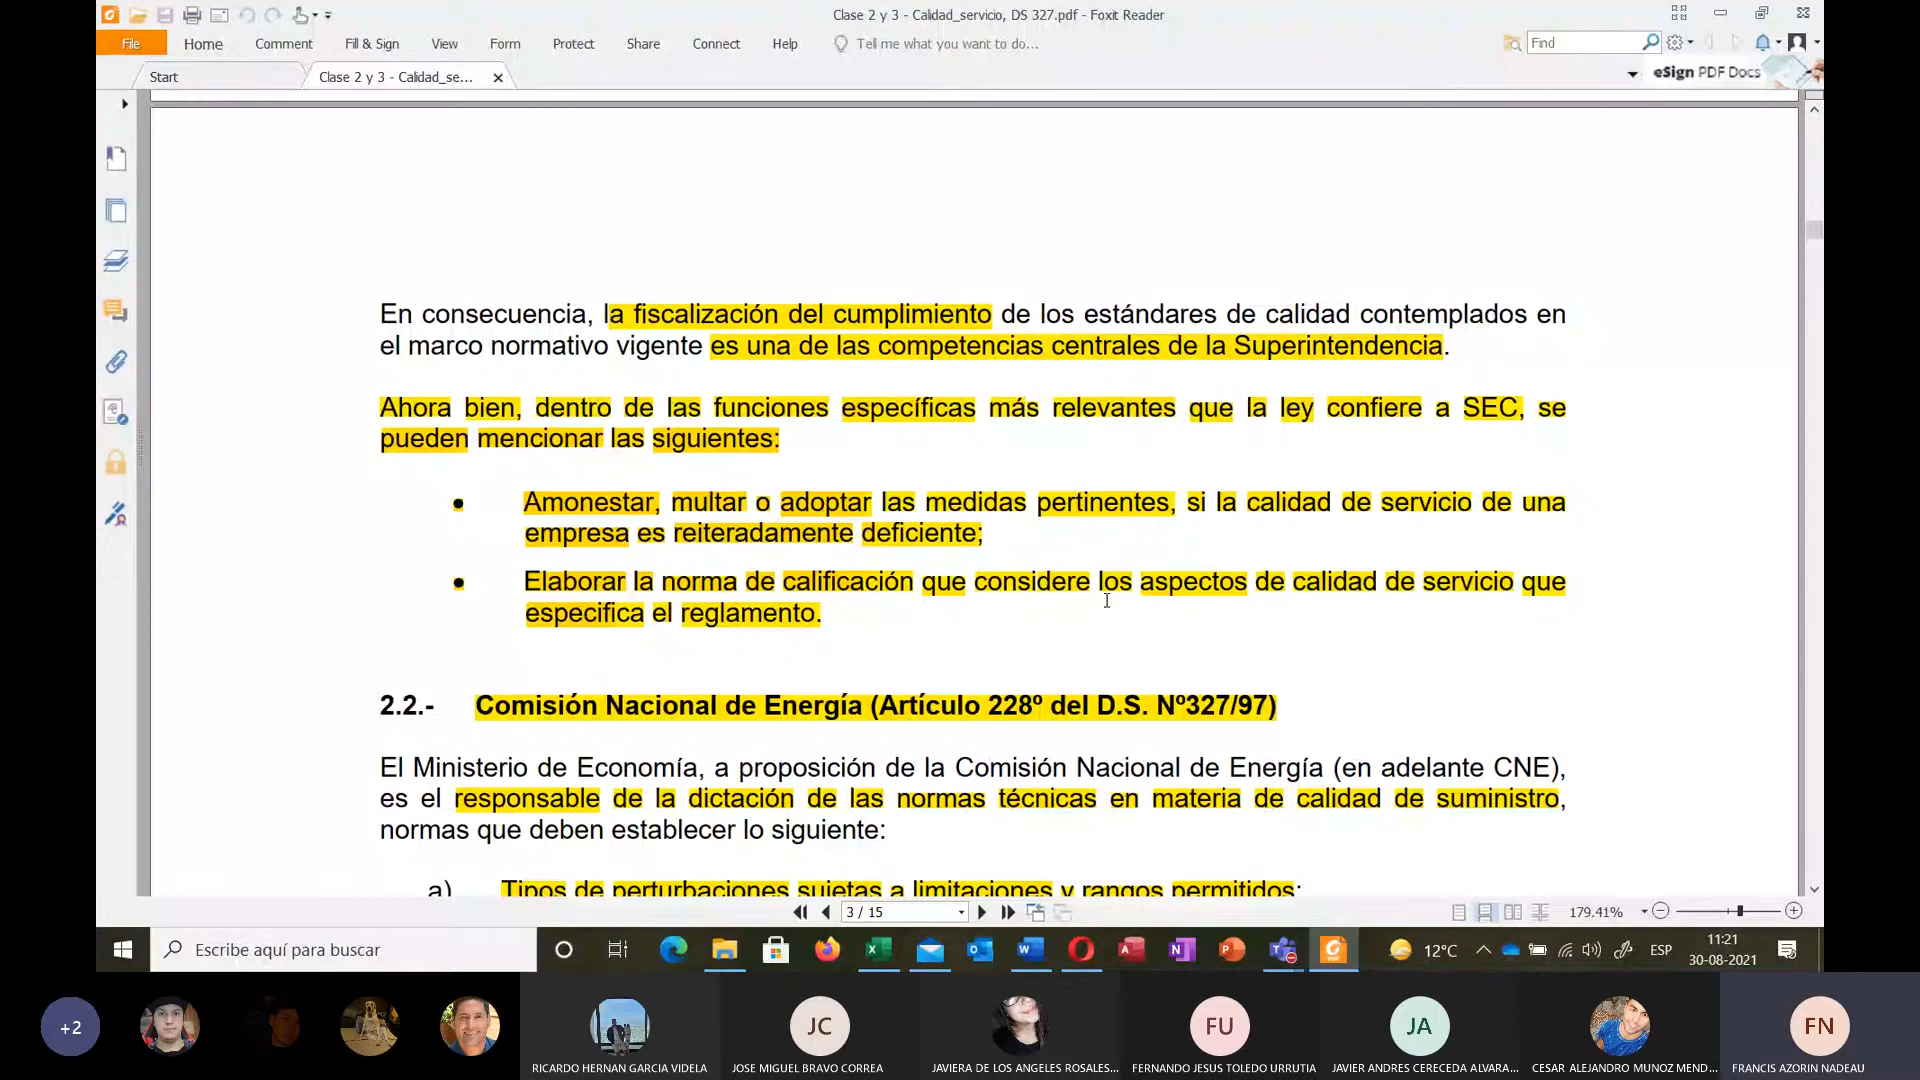 Clase 2 y 3 - Calidad_servicio, DS 327.pdf - Foxit Reader
File Home Comment Fill & Sign View Form Protect Share Connect Help Tell me what you want to do... Find
Start Clase 2 y 3 - Calidad_se... eSign PDF Docs
En consecuencia, la fiscalización del cumplimiento de los estándares de calidad contemplados en
el marco normativo vigente es una de las competencias centrales de la Superintendencia.
Ahora bien, dentro de las funciones específicas más relevantes que la ley confiere a SEC, se
pueden mencionar las siguientes:
• Amonestar, multar o adoptar las medidas pertinentes, si la calidad de servicio de una
empresa es reiteradamente deficiente;
• Elaborar la norma de calificación que considere los aspectos de calidad de servicio que
especifica el reglamento.
2.2.- Comisión Nacional de Energía (Artículo 228º del D.S. Nº327/97)
El Ministerio de Economía, a proposición de la Comisión Nacional de Energía (en adelante CNE),
es el responsable de la dictación de las normas técnicas en materia de calidad de suministro,
normas que deben establecer lo siguiente:
a) Tipos de perturbaciones sujetas a limitaciones y rangos permitidos;
3 / 15 179.41%
Escribe aquí para buscar 12°C ESP 11:21
30-08-2021
+2 JC FU JA FN
RICARDO HERNAN GARCIA VIDELA JOSE MIGUEL BRAVO CORREA JAVIERA DE LOS ANGELES ROSALES... FERNANDO JESUS TOLEDO URRUTIA JAVIER ANDRES CERECEDA ALVARA... CESAR ALEJANDRO MUNOZ MEND... FRANCIS AZORIN NADEAU